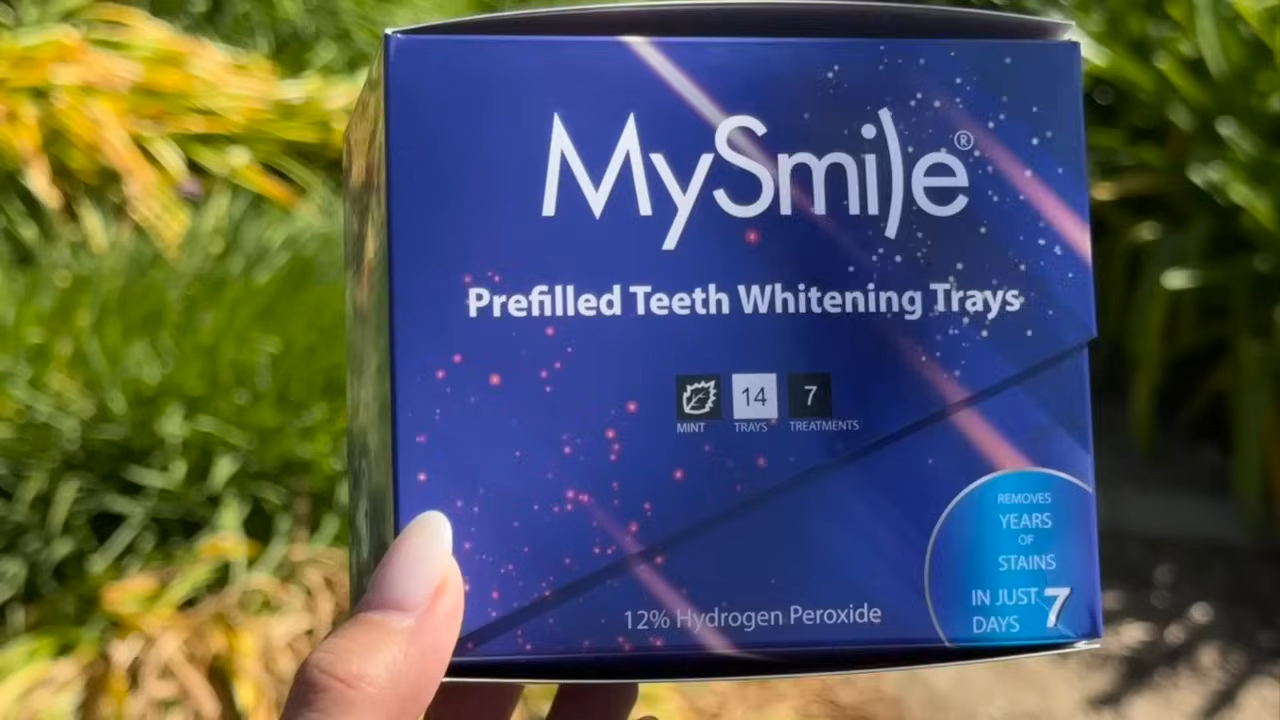 MySmile®
Prefilled Teeth Whitening Trays
14 7
MINT TRAYS TREATMENTS
12% Hydrogen Peroxide
REMOVES
YEARS
OF
STAINS
IN JUST 7
DAYS